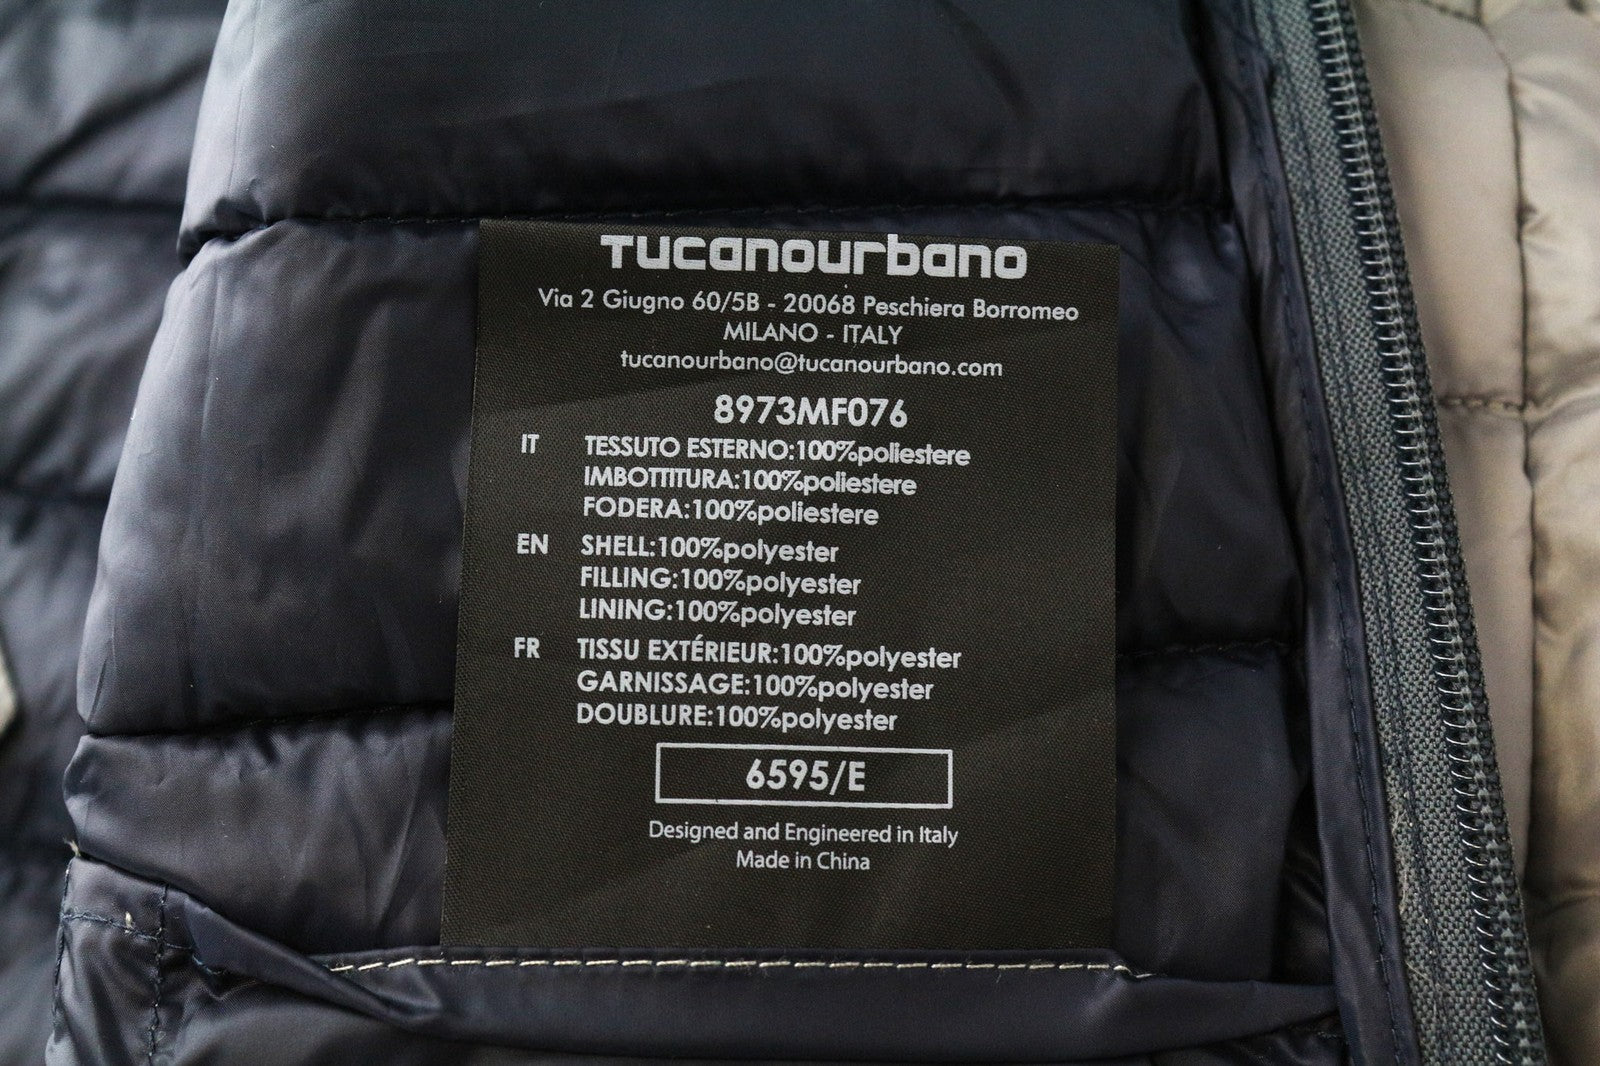 Tucanourbano
Via 2 Giugno 60/5B - 20068 Peschiera Borromeo
MILANO - ITALY
tucanourbano@tucanourbano.com
8973MF076
IT TESSUTO ESTERNO:100%poliestere
IMBOTTITURA:100%poliestere
FODERA:100%poliestere
EN SHELL:100%polyester
FILLING:100%polyester
LINING:100%polyester
FR TISSU EXTÉRIEUR:100%polyester
GARNISSAGE:100%polyester
DOUBLURE:100%polyester
6595/E
Designed and Engineered in Italy
Made in China